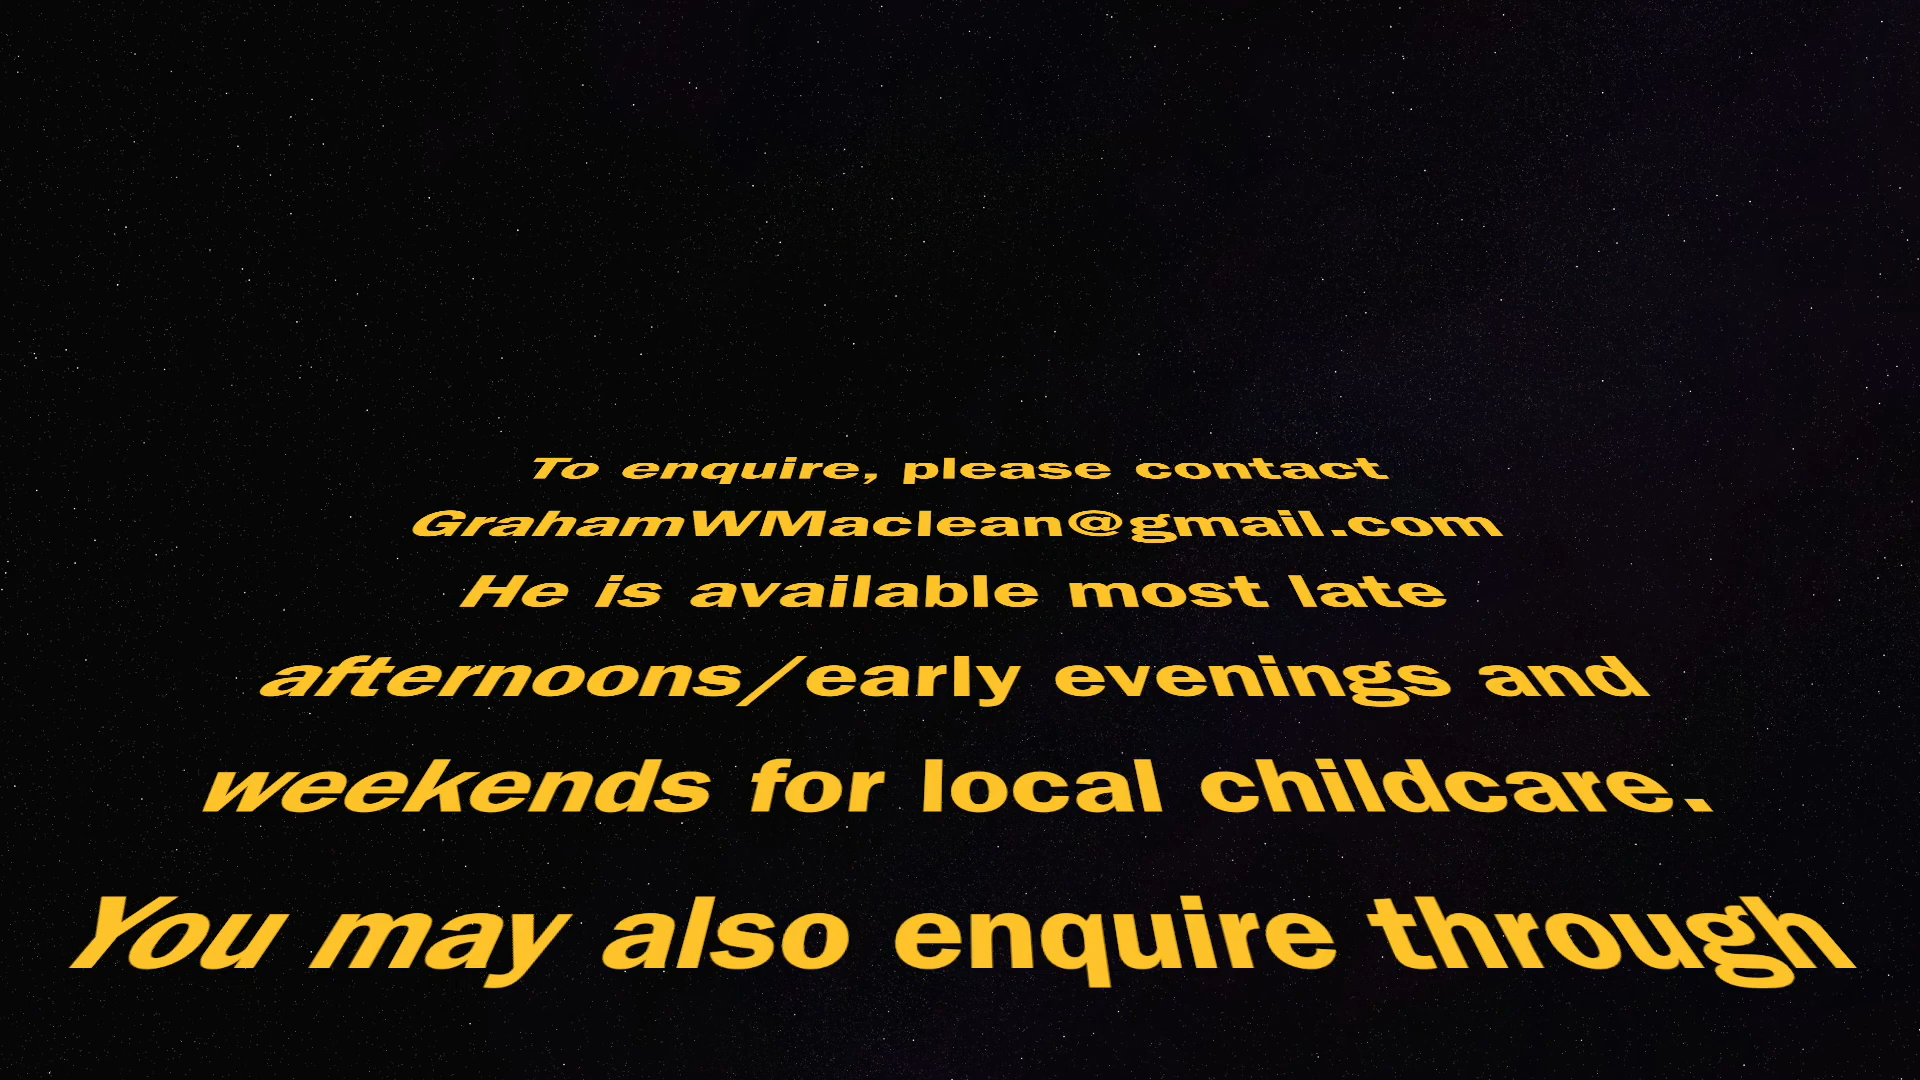 To enquire, please contact
GrahamWMaclean@gmail.com
He is available most late
afternoons/early evenings and
weekends for local childcare.
You may also enquire through